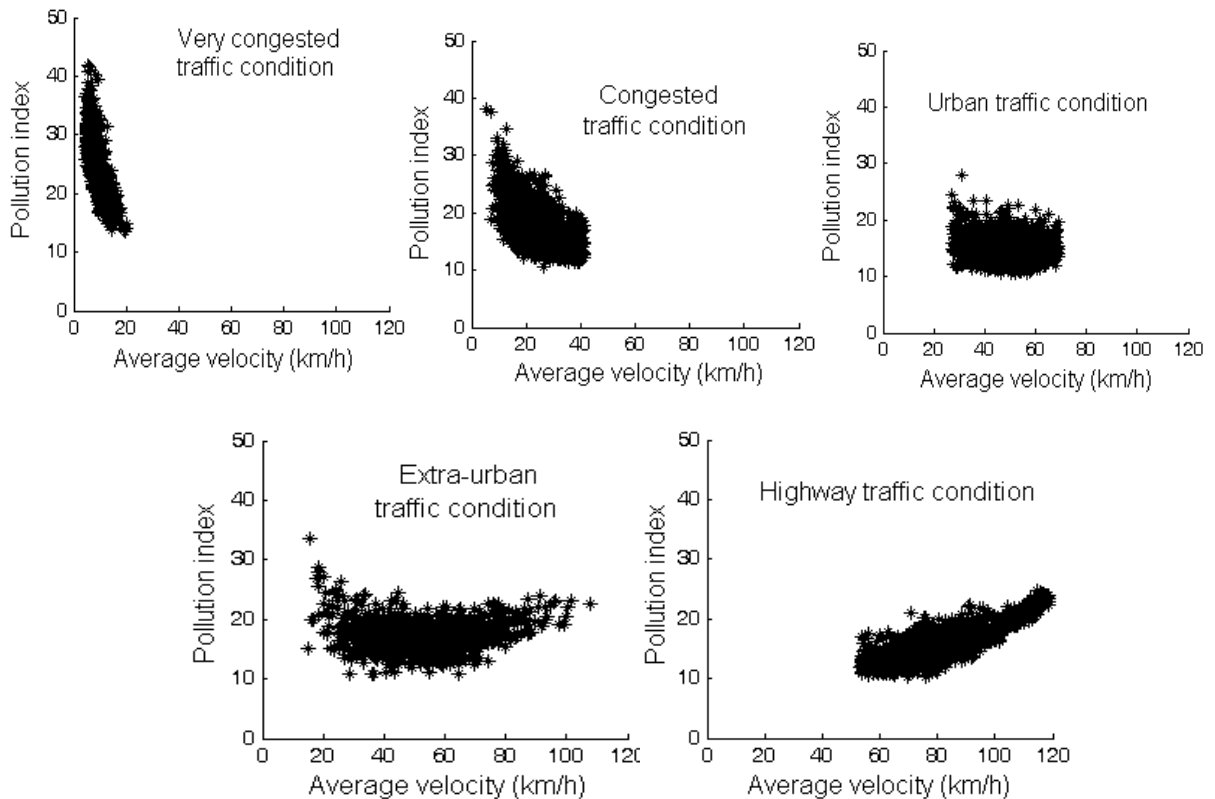 Very congested
traffic condition
Pollution index
50
40
30
20
10
0
0 20 40 60 80 100 120
Average velocity (km/h)
Congested
traffic condition
Pollution index
50
40
30
20
10
0
0 20 40 60 80 100 120
Average velocity (km/h)
Urban traffic condition
Pollution index
50
40
30
20
10
0
0 20 40 60 80 100 120
Average velocity (km/h)
Extra-urban
traffic condition
Pollution index
50
40
30
20
10
0
0 20 40 60 80 100 120
Average velocity (km/h)
Highway traffic condition
Pollution index
50
40
30
20
10
0
0 20 40 60 80 100 120
Average velocity (km/h)